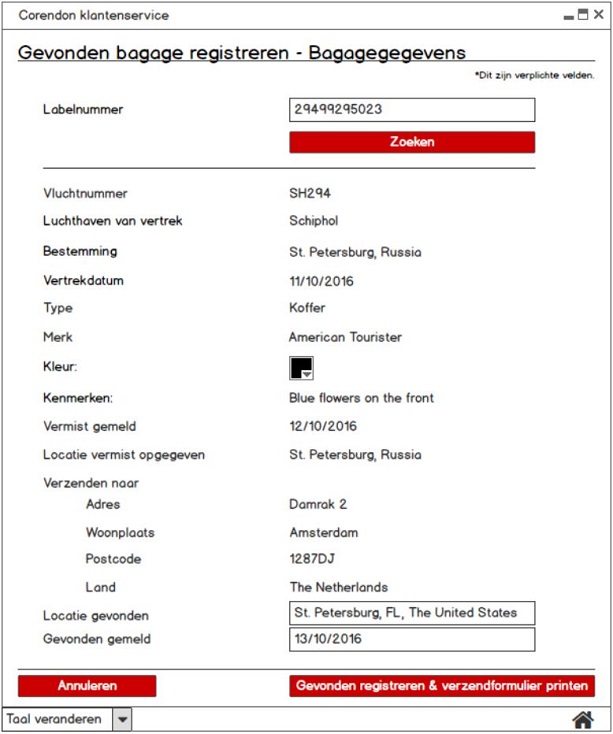 Corendon klantenservice
Gevonden bagage registreren - Bagagegegevens
*Dit zijn verplichte velden.
Labelnummer 29499295023
Zoeken
Vluchtnummer SH294
Luchthaven van vertrek Schiphol
Bestemming St. Petersburg, Russia
Vertrekdatum 11/10/2016
Type Koffer
Merk American Tourister
Kleur:
Kenmerken: Blue flowers on the front
Vermist gemeld 12/10/2016
Locatie vermist opgegeven St. Petersburg, Russia
Verzenden naar
Adres Damrak 2
Woonplaats Amsterdam
Postcode 1287DJ
Land The Netherlands
Locatie gevonden St. Petersburg, FL, The United States
Gevonden gemeld 13/10/2016
Annuleren Gevonden registreren & verzendformulier printen
Taal veranderen